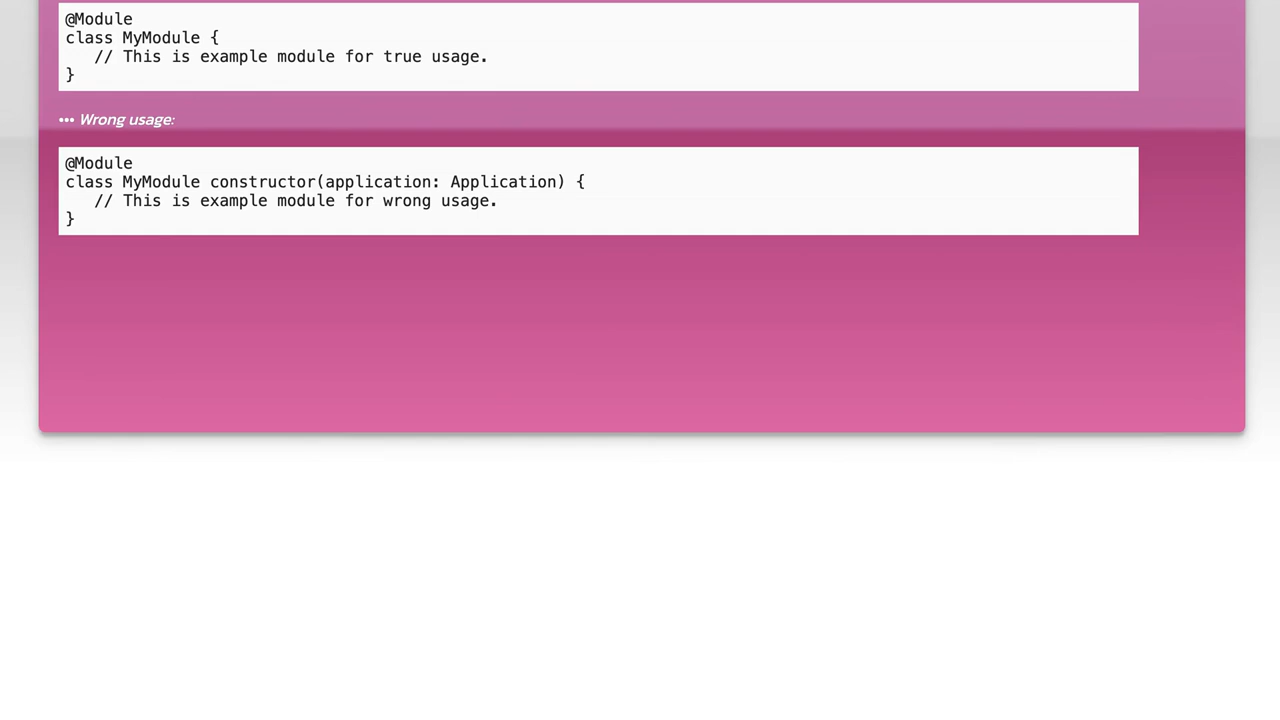 @Module
class MyModule {
   // This is example module for true usage.
}
••• Wrong usage:
@Module
class MyModule constructor(application: Application) {
   // This is example module for wrong usage.
}